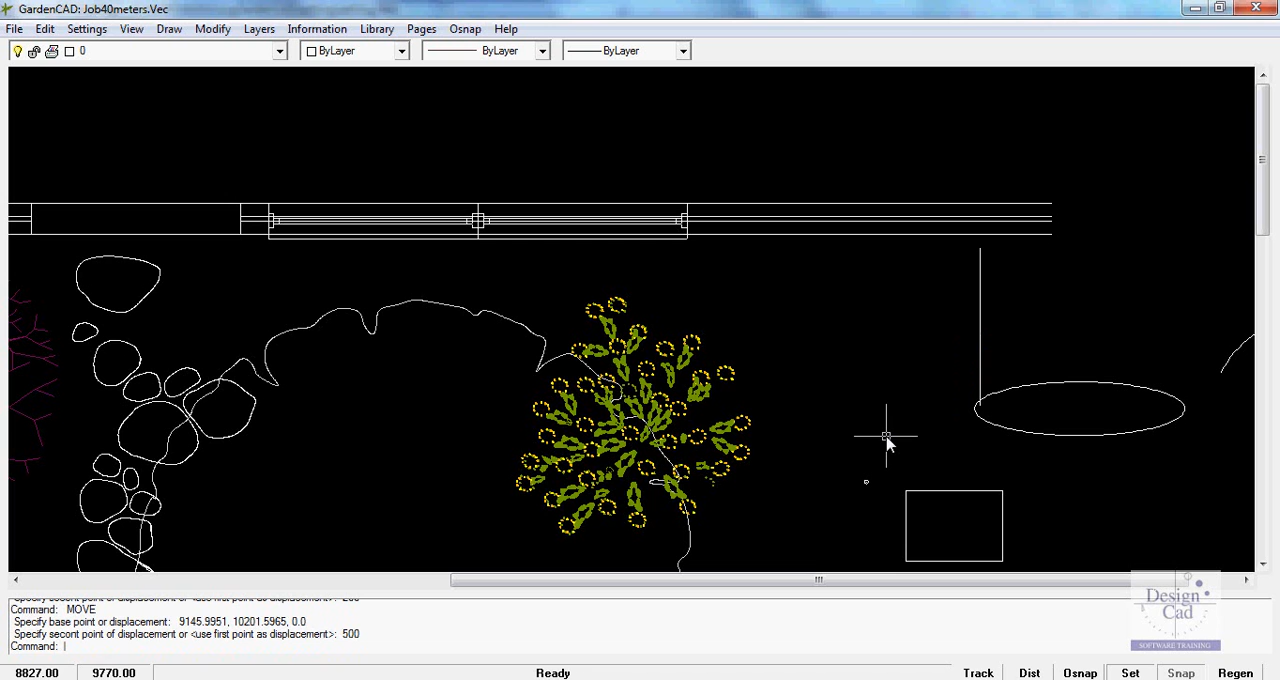 GardenCAD: Job40meters.Vec
File Edit Settings View Draw Modify Layers Information Library Pages Osnap Help
0 ByLayer ByLayer ByLayer
Command: MOVE
Specify base point or displacement: 9145.9951, 10201.5965, 0.0
Specify secont point of displacement or <use first point as displacement>: 500
Command:
Design
Cad
SOFTWARE TRAINING
8827.00 9770.00 Ready Track Dist Osnap Set Snap Regen